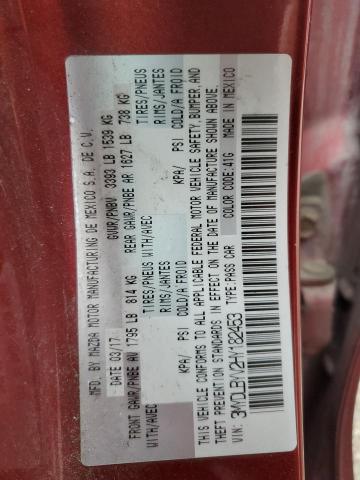 MFD. BY MAZDA MOTOR MANUFACTURING DE MEXICO S.A. DE C.V.
DATE: 03/17 GVWR/PNBV 3393 LB 1539 KG
FRONT GAWR/PNBE AV 1795 LB 814 KG REAR GAWR/PNBE AR 1627 LB 738 KG
WITH/AVEC TIRES/PNEUS WITH/AVEC TIRES/PNEUS
RIMS/JANTES RIMS/JANTES
KPA/ PSI COLD/A FROID KPA/ PSI COLD/A FROID
THIS VEHICLE CONFORMS TO ALL APPLICABLE FEDERAL MOTOR VEHICLE SAFETY, BUMPER, AND
THEFT PREVENTION STANDARDS IN EFFECT ON THE DATE OF MANUFACTURE SHOWN ABOVE.
VIN: 3MYDLBYV2HY182453 TYPE: PASS CAR COLOR CODE: 41G MADE IN MEXICO